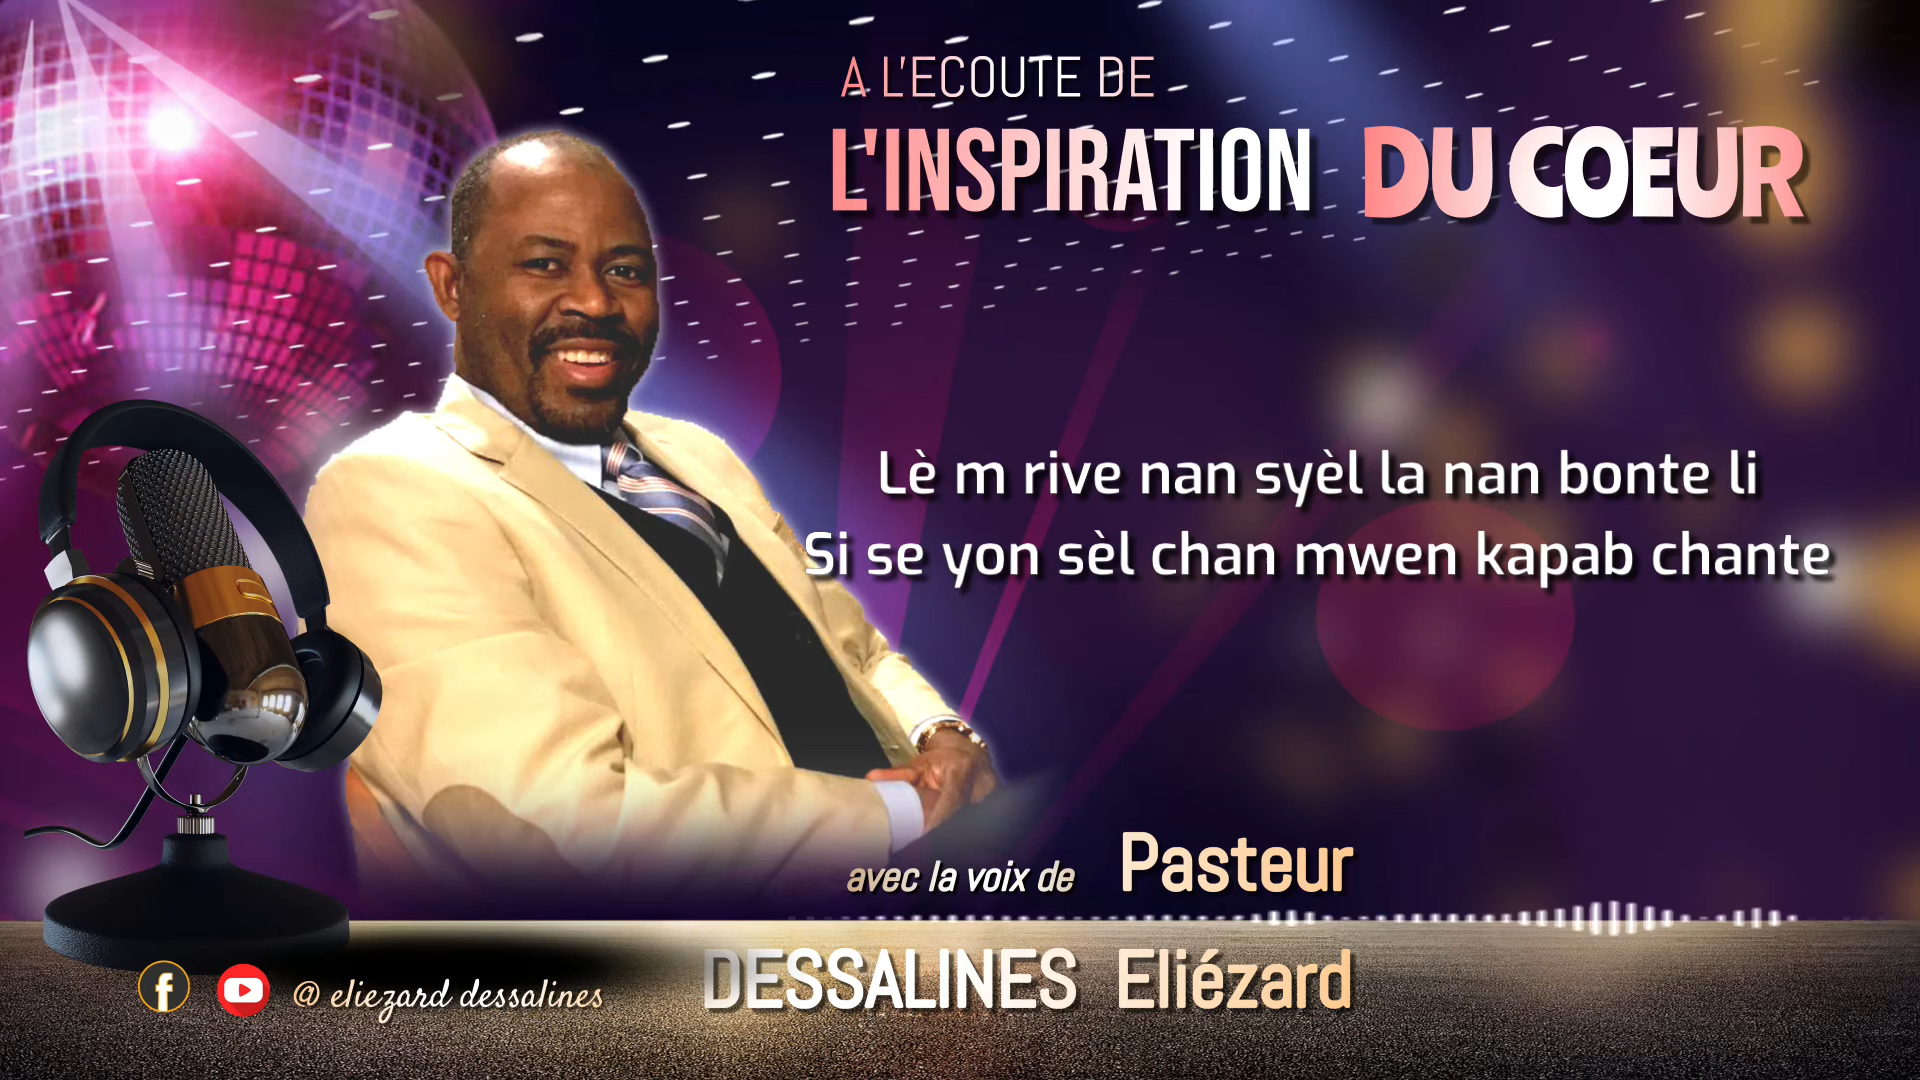 A L'ECOUTE DE
L'INSPIRATION DU COEUR
Lè m rive nan syèl la nan bonte li
Si se yon sèl chan mwen kapab chante
avec la voix de Pasteur
DESSALINES Eliézard
@ eliezard dessalines